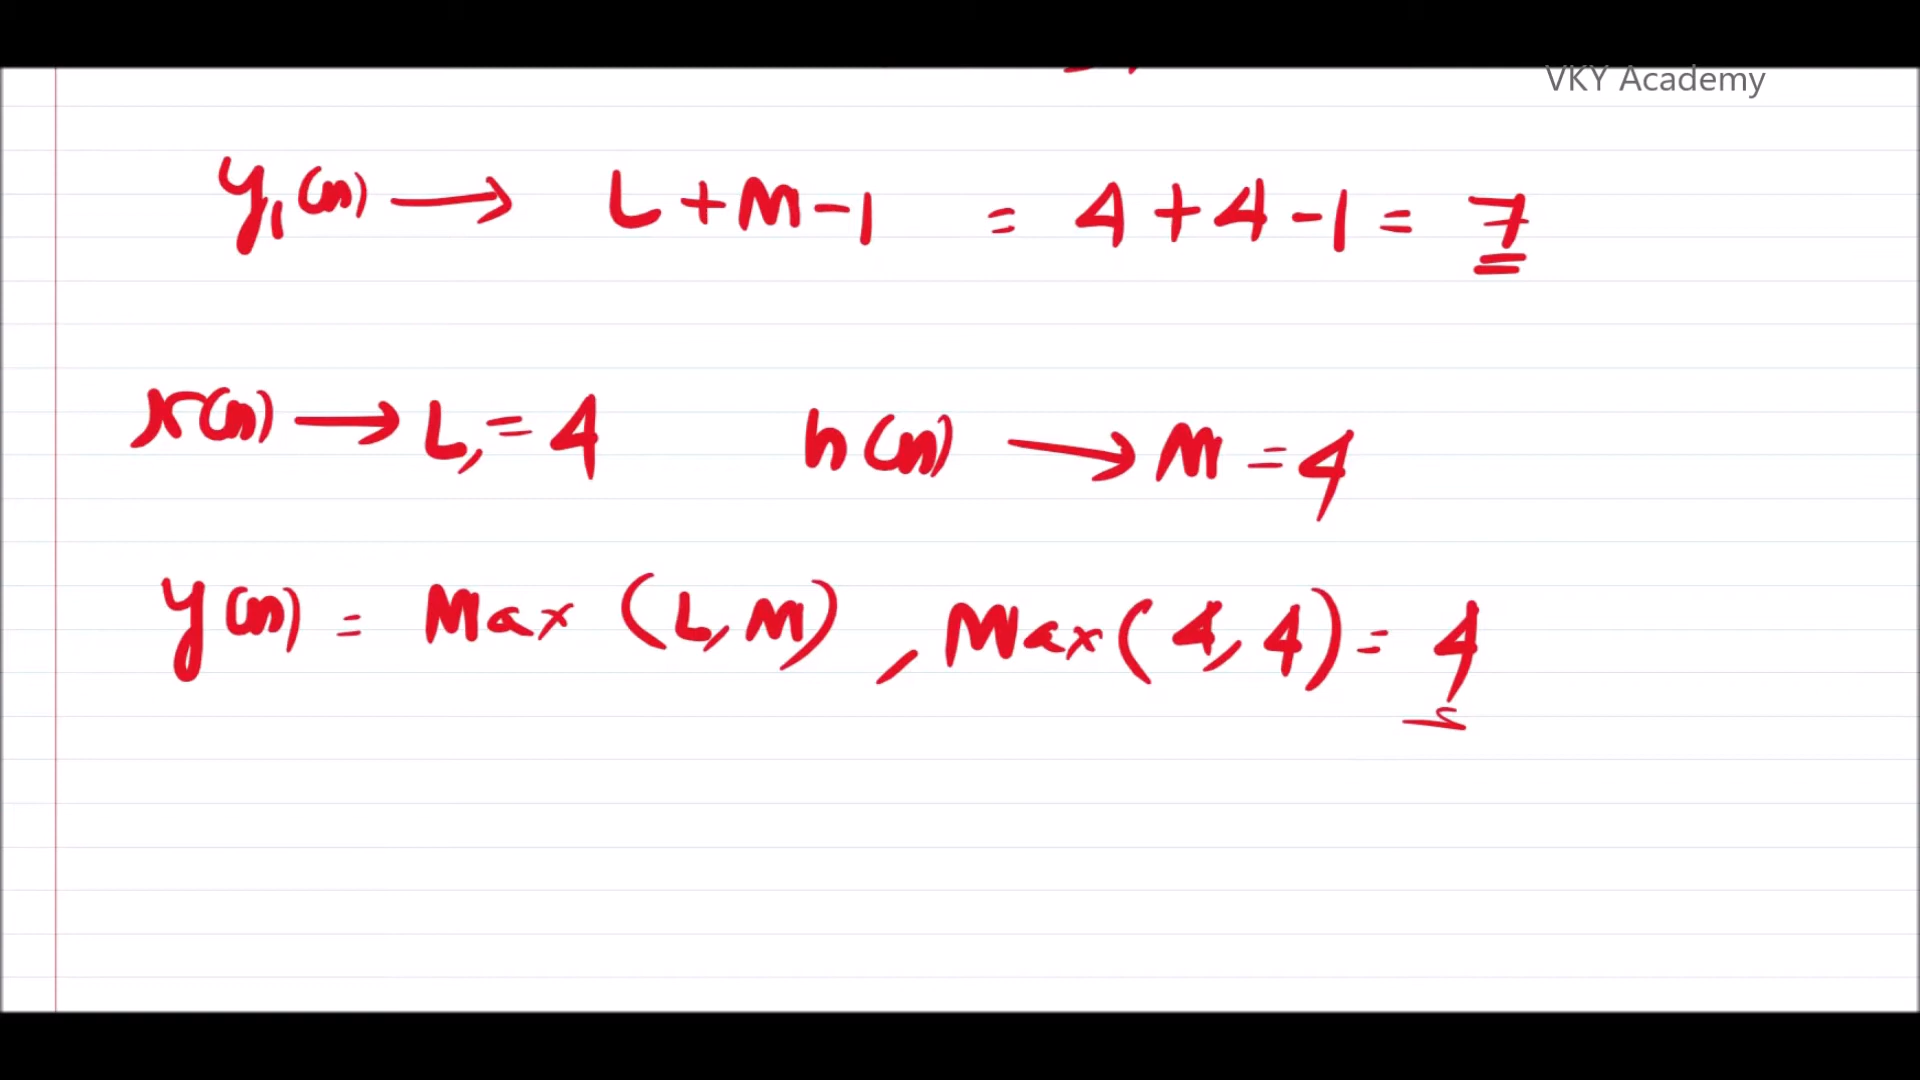 VKY Academy
y₁(n) → L+M-1 = 4+4-1 = 7
x(n) → L, = 4 h(n) → M = 4
y(n) = Max (L, M) , Max (4, 4) = 4